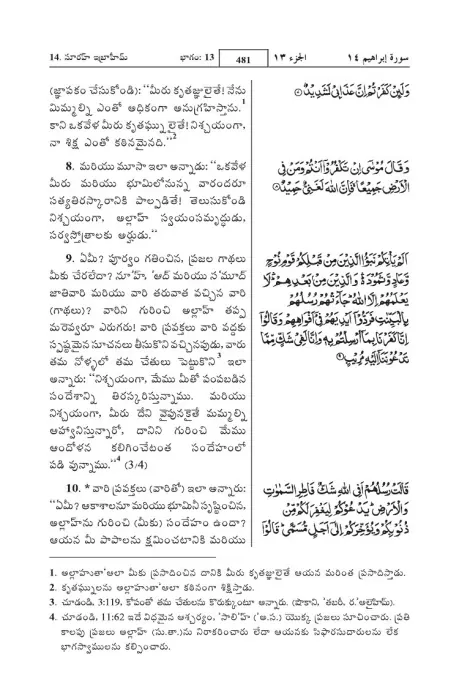 14. సూరహ్ ఇబ్రాహీమ్
భాగం: 13
481
الجزء ١٣
سورة إبراهيم ١٤
(జ్ఞాపకం చేసుకోండి): "మీరు కృతజ్ఞులైతే! నేను
మిమ్మల్ని ఎంతో అధికంగా అనుగ్రహిస్తాను.1
కాని ఒకవేళ మీరు కృతఘ్ను లైతే! నిశ్చయంగా,
నా శిక్ష ఎంతో కఠినమైనది."2
8. మరియు మూసా ఇలా అన్నాడు: "ఒకవేళ
మీరు మరియు భూమిలోనున్న వారందరూ
సత్యతిరస్కారానికి పాల్పడితే! తెలుసుకోండి
నిశ్చయంగా, అల్లాహ్ స్వయంసమృద్ధుడు,
సర్వస్తోత్రాలకు అర్హుడు."
9. ఏమీ? పూర్వం గతించిన, ప్రజల గాథలు
మీకు చేరలేదా? నూ'హ్, 'ఆద్ మరియు స'మూద్
జాతివారి మరియు వారి తరువాత వచ్చిన వారి
(గాథలు)? వారిని గురించి అల్లాహ్ తప్ప
మరెవ్వరూ ఎరుగరు! వారి ప్రవక్తలు వారి వద్దకు
స్పష్టమైన సూచనలు తీసుకొని వచ్చినపుడు, వారు
తమ నోళ్ళలో తమ చేతులు పెట్టుకొని3 ఇలా
అన్నారు: "నిశ్చయంగా, మేము మీతో పంపబడిన
సందేశాన్ని తిరస్కరిస్తున్నాము. మరియు
నిశ్చయంగా, మీరు దేని వైపునకైతే మమ్మల్ని
ఆహ్వానిస్తున్నారో, దానిని గురించి మేము
ఆందోళన కలిగించేటంత సందేహంలో
పడి వున్నాము."4 (3/4)
10. * వారి ప్రవక్తలు (వారితో) ఇలా అన్నారు:
"ఏమీ? ఆకాశాలనూ మరియు భూమినీ సృష్టించిన,
అల్లాహ్‌ను గురించి (మీకు) సందేహం ఉందా?
ఆయన మీ పాపాలను క్షమించటానికి మరియు
وَلَئِن كَفَرْتُمْ إِنَّ عَذَابِي لَشَدِيدٌ ٧
وَقَالَ مُوسَىٰ إِن تَكْفُرُوا أَنتُمْ وَمَن فِي
الْأَرْضِ جَمِيعًا فَإِنَّ اللَّهَ لَغَنِيٌّ حَمِيدٌ ٨
أَلَمْ يَأْتِكُمْ نَبَأُ الَّذِينَ مِن قَبْلِكُمْ قَوْمِ نُوحٍ
وَعَادٍ وَثَمُودَ وَالَّذِينَ مِن بَعْدِهِمْ لَا
يَعْلَمُهُمْ إِلَّا اللَّهُ جَاءَتْهُمْ رُسُلُهُم
بِالْبَيِّنَاتِ فَرَدُّوا أَيْدِيَهُمْ فِي أَفْوَاهِهِمْ وَقَالُوا
إِنَّا كَفَرْنَا بِمَا أُرْسِلْتُم بِهِ وَإِنَّا لَفِي شَكٍّ مِّمَّا
تَدْعُونَنَا إِلَيْهِ مُرِيبٍ ٩
قَالَتْ رُسُلُهُمْ أَفِي اللَّهِ شَكٌّ فَاطِرِ السَّمَاوَاتِ
وَالْأَرْضِ يَدْعُوكُمْ لِيَغْفِرَ لَكُم مِّن
ذُنُوبِكُمْ وَيُؤَخِّرَكُمْ إِلَىٰ أَجَلٍ مُّسَمًّى قَالُوا
1. అల్లాహుతా'ఆలా మీకు ప్రసాదించిన దానికి మీరు కృతజ్ఞులైతే ఆయన మరింత ప్రసాదిస్తాడు.
2. కృతఘ్నులను అల్లాహుతా'ఆలా కఠినంగా శిక్షిస్తాడు.
3. చూడండి, 3:119. కోపంతో తమ చేతులను కొరుక్కుంటూ అన్నారు. (షౌకాని, 'తబరీ, ర.'అలైహిమ్).
4. చూడండి, 11:62 ఇదే విధమైన ఆశ్చర్యం, 'సాలి'హ్ ('అ.స.) యొక్క ప్రజలు సూచించారు. ప్రతి
కాలపు ప్రజలు అల్లాహ్ (సు.తా.)ను నిరాకరించారు లేదా ఆయనకు సిఫారసుదారులను లేక
భాగస్వాములను కల్పించారు.